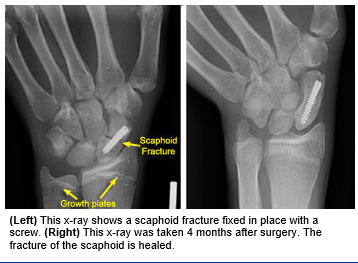 Scaphoid
Fracture
Growth plates
(Left) This x-ray shows a scaphoid fracture fixed in place with a
screw. (Right) This x-ray was taken 4 months after surgery. The
fracture of the scaphoid is healed.